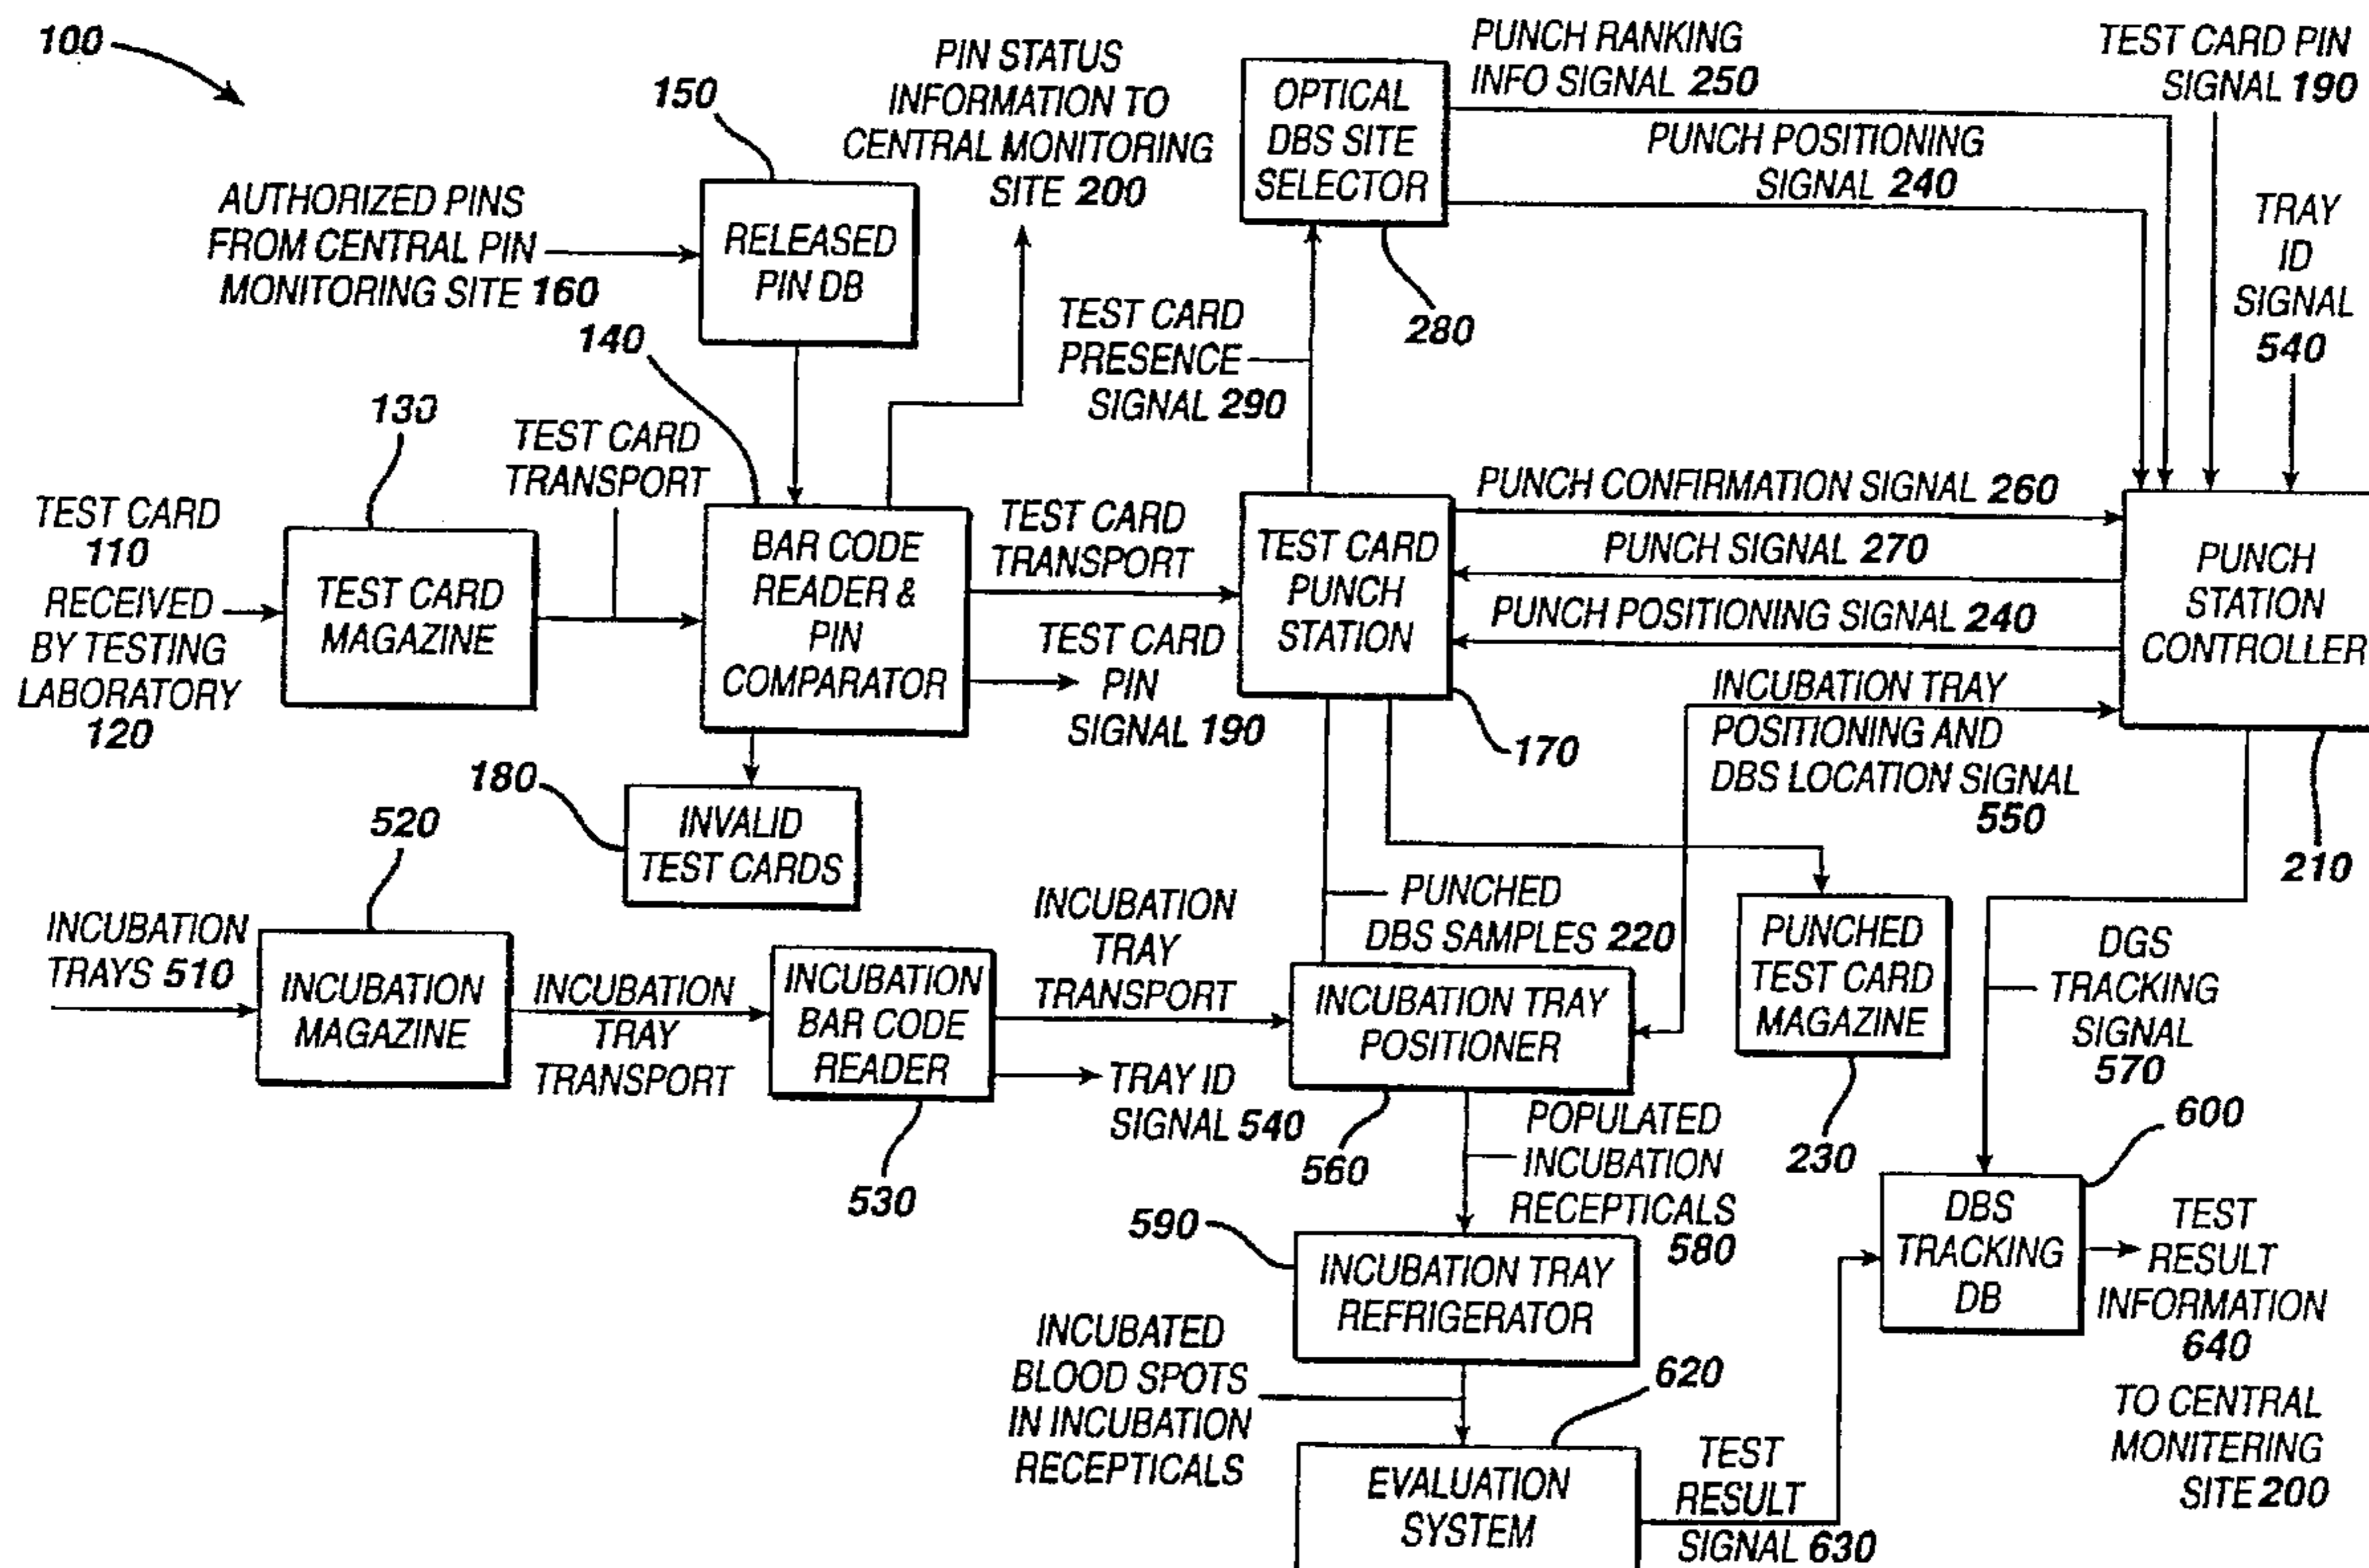 100
PIN STATUS
INFORMATION TO
CENTRAL MONITORING
SITE 200
150
AUTHORIZED PINS
FROM CENTRAL PIN
MONITORING SITE 160
RELEASED
PIN DB
OPTICAL
DBS SITE
SELECTOR
280
PUNCH RANKING
INFO SIGNAL 250
PUNCH POSITIONING
SIGNAL 240
TEST CARD PIN
SIGNAL 190
TRAY
ID
SIGNAL
540
TEST CARD
PRESENCE
SIGNAL 290
140
130
TEST CARD
TRANSPORT
TEST CARD
110
RECEIVED
BY TESTING
LABORATORY
120
TEST CARD
MAGAZINE
BAR CODE
READER &
PIN
COMPARATOR
TEST CARD
TRANSPORT
TEST CARD
PIN
SIGNAL 190
TEST CARD
PUNCH
STATION
170
PUNCH CONFIRMATION SIGNAL 260
PUNCH SIGNAL 270
PUNCH POSITIONING SIGNAL 240
INCUBATION TRAY
POSITIONING AND
DBS LOCATION SIGNAL
550
PUNCH
STATION
CONTROLLER
210
180
INVALID
TEST CARDS
520
INCUBATION
TRAYS 510
INCUBATION
MAGAZINE
INCUBATION
TRAY
TRANSPORT
INCUBATION
BAR CODE
READER
530
INCUBATION
TRAY
TRANSPORT
TRAY ID
SIGNAL 540
PUNCHED
DBS SAMPLES 220
INCUBATION TRAY
POSITIONER
560
PUNCHED
TEST CARD
MAGAZINE
230
DGS
TRACKING
SIGNAL
570
POPULATED
INCUBATION
RECEPTICALS
580
590
INCUBATION TRAY
REFRIGERATOR
600
DBS
TRACKING
DB
TEST
RESULT
INFORMATION
640
TO CENTRAL
MONITERING
SITE 200
INCUBATED
BLOOD SPOTS
IN INCUBATION
RECEPTICALS
620
EVALUATION
SYSTEM
TEST
RESULT
SIGNAL 630